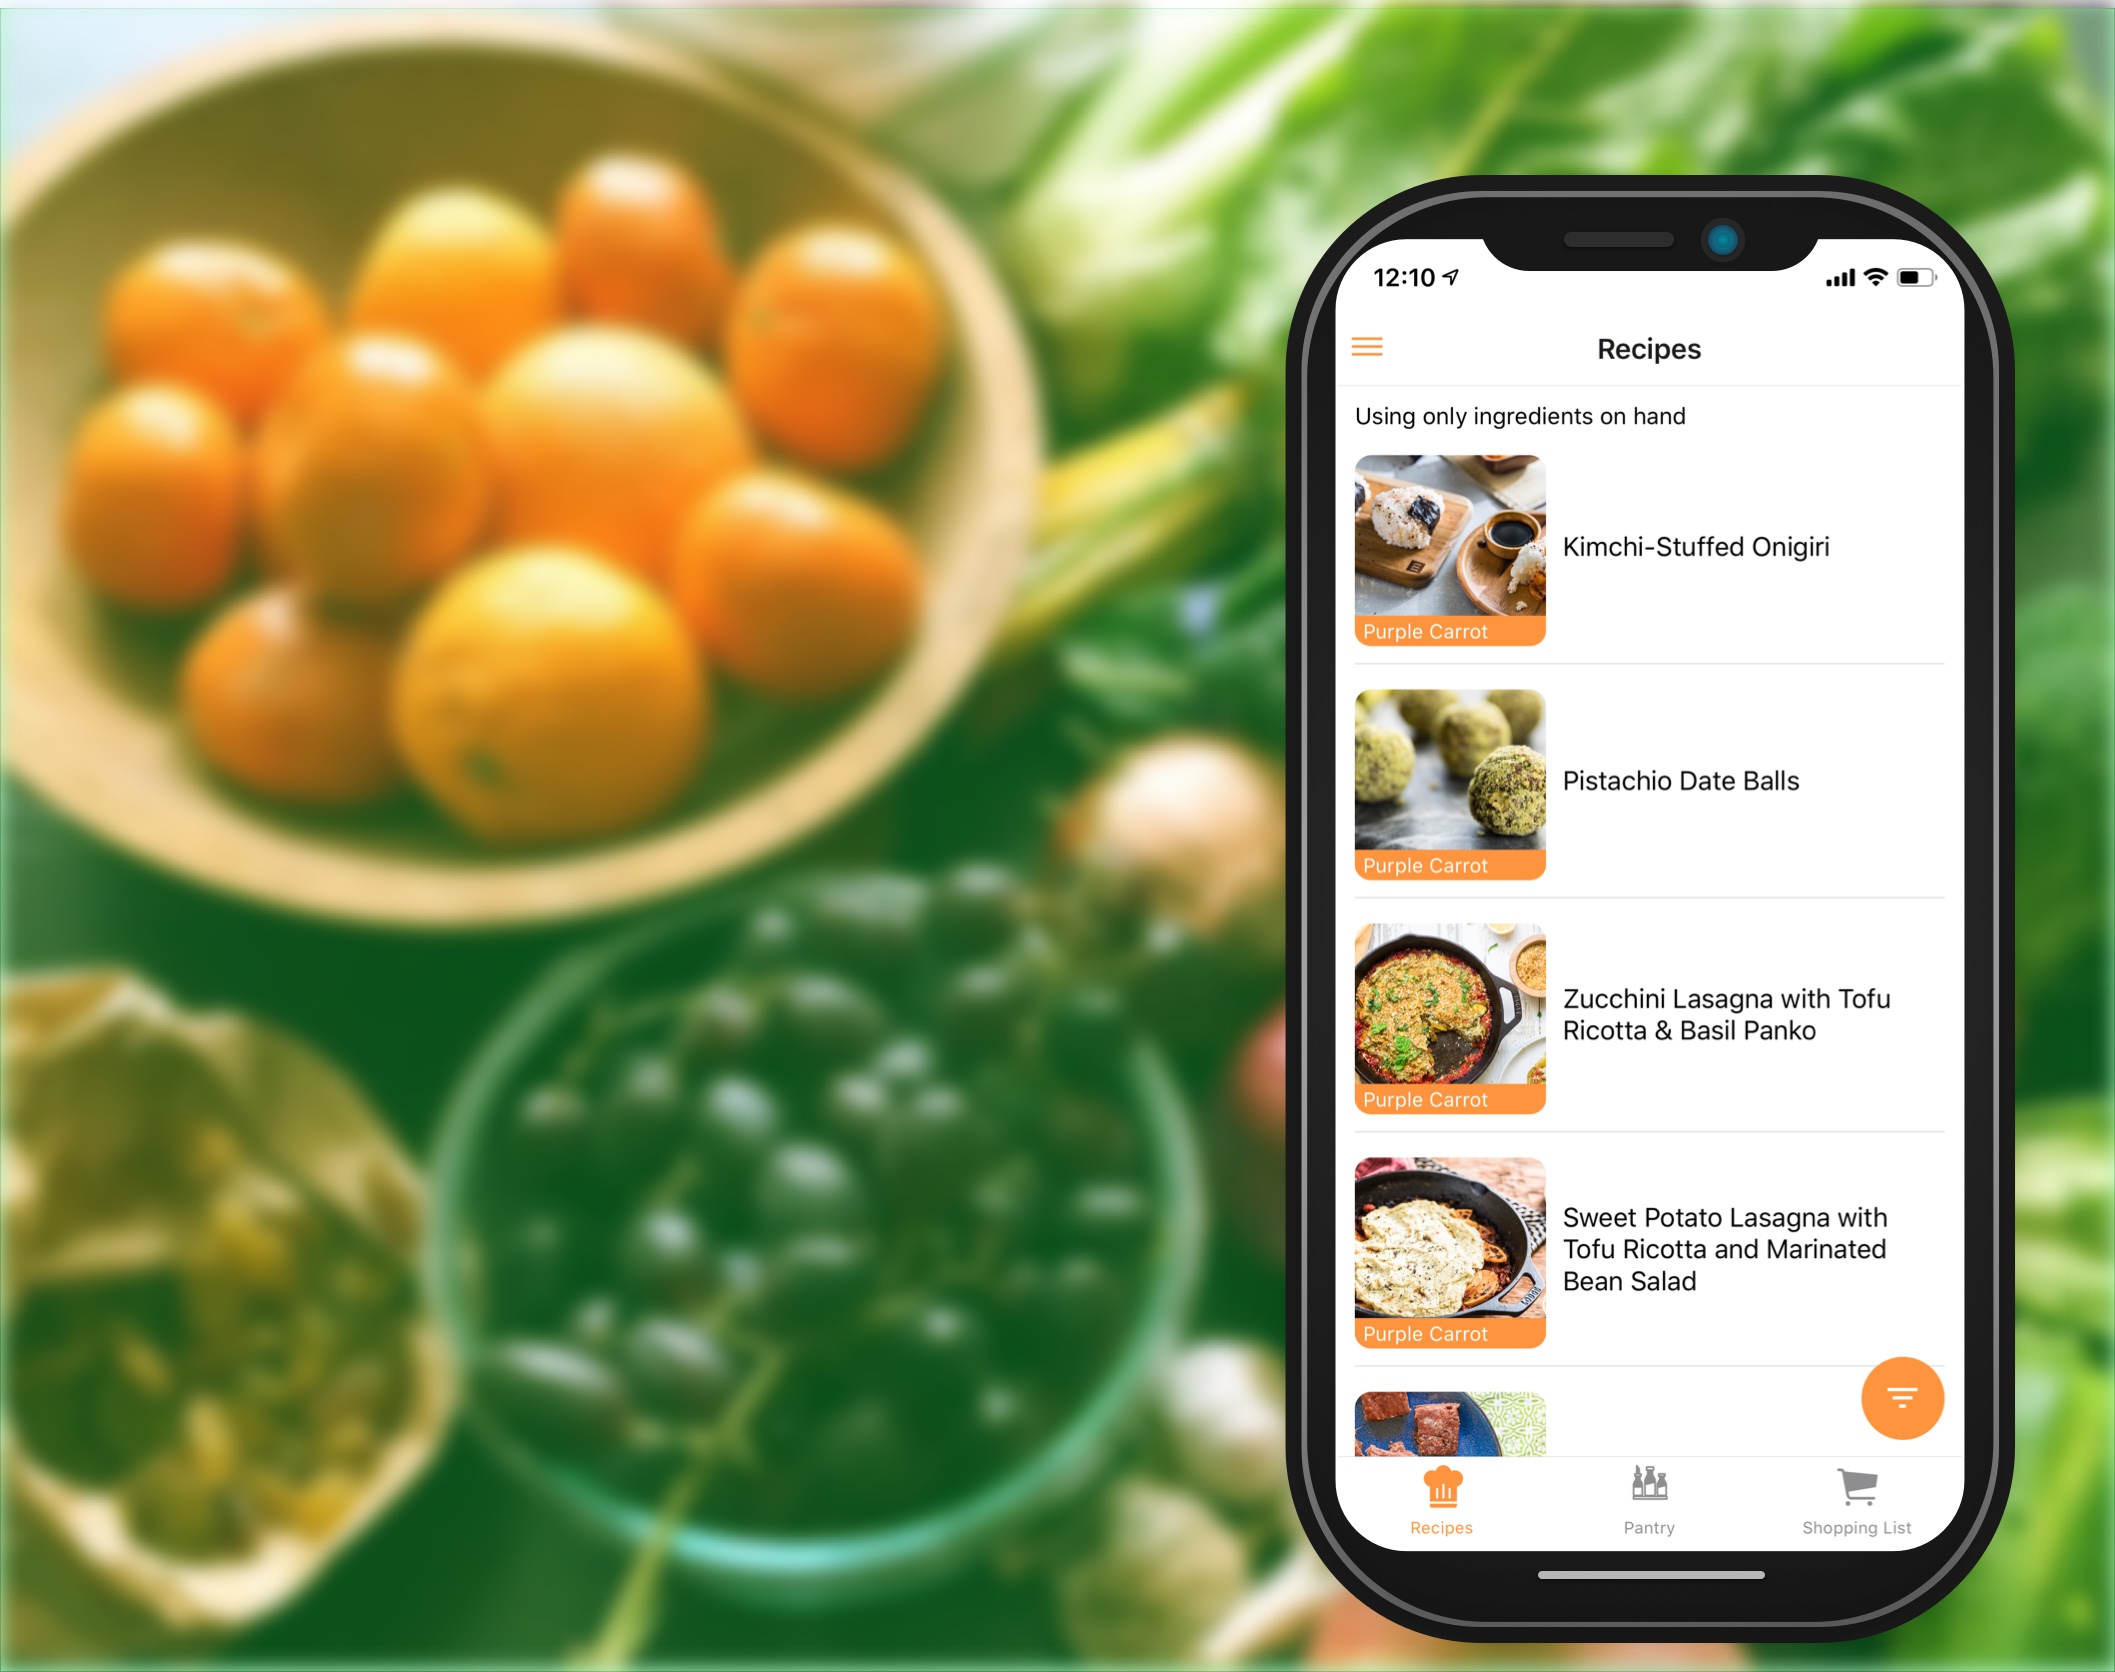 12:10
Recipes
Using only ingredients on hand
Kimchi-Stuffed Onigiri
Purple Carrot
Pistachio Date Balls
Purple Carrot
Zucchini Lasagna with Tofu
Ricotta & Basil Panko
Purple Carrot
Sweet Potato Lasagna with
Tofu Ricotta and Marinated
Bean Salad
Purple Carrot
Recipes
Pantry
Shopping List